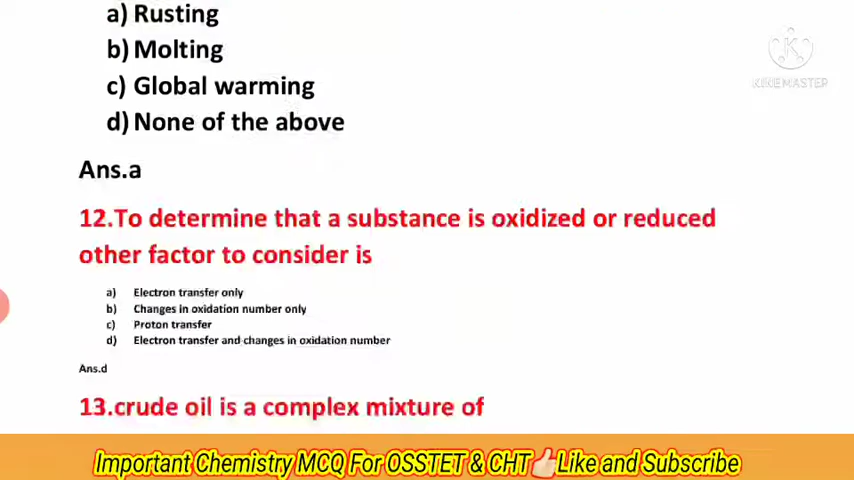 a) Rusting
b) Molting
c) Global warming
d) None of the above
KINEMASTER
Ans.a
12.To determine that a substance is oxidized or reduced
other factor to consider is
a) Electron transfer only
b) Changes in oxidation number only
c) Proton transfer
d) Electron transfer and changes in oxidation number
Ans.d
13.crude oil is a complex mixture of
Important Chemistry MCQ For OSSTET & CHT👍🏻Like and Subscribe